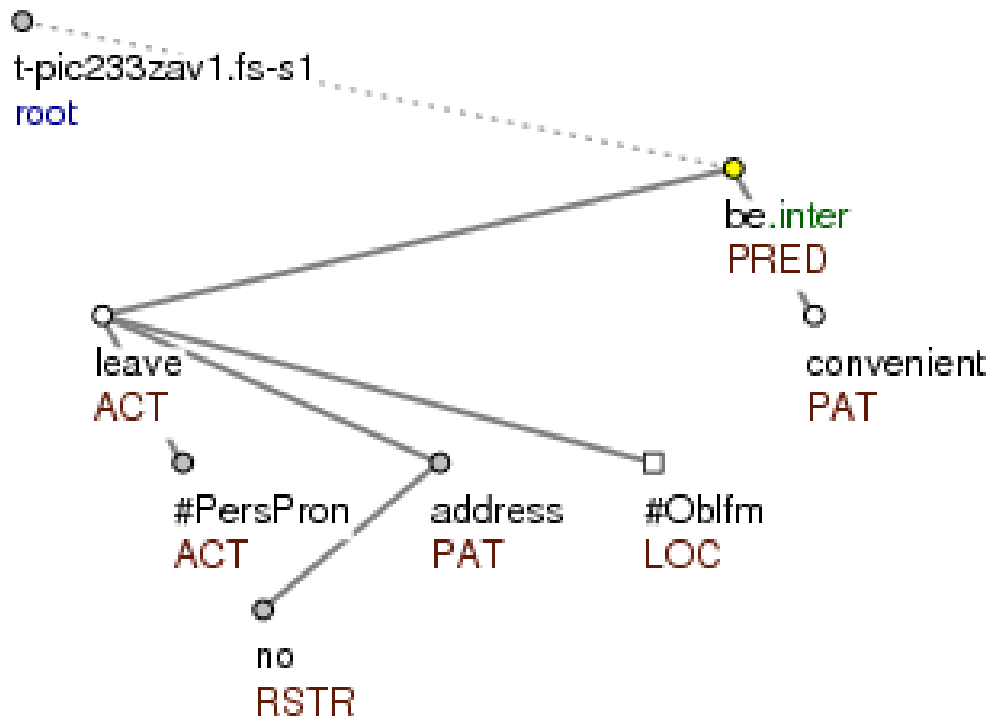 t-pic233zav1.fs-s1
root
be.inter
PRED
leave
ACT
convenient
PAT
#PersPron
ACT
address
PAT
#Oblfm
LOC
no
RSTR